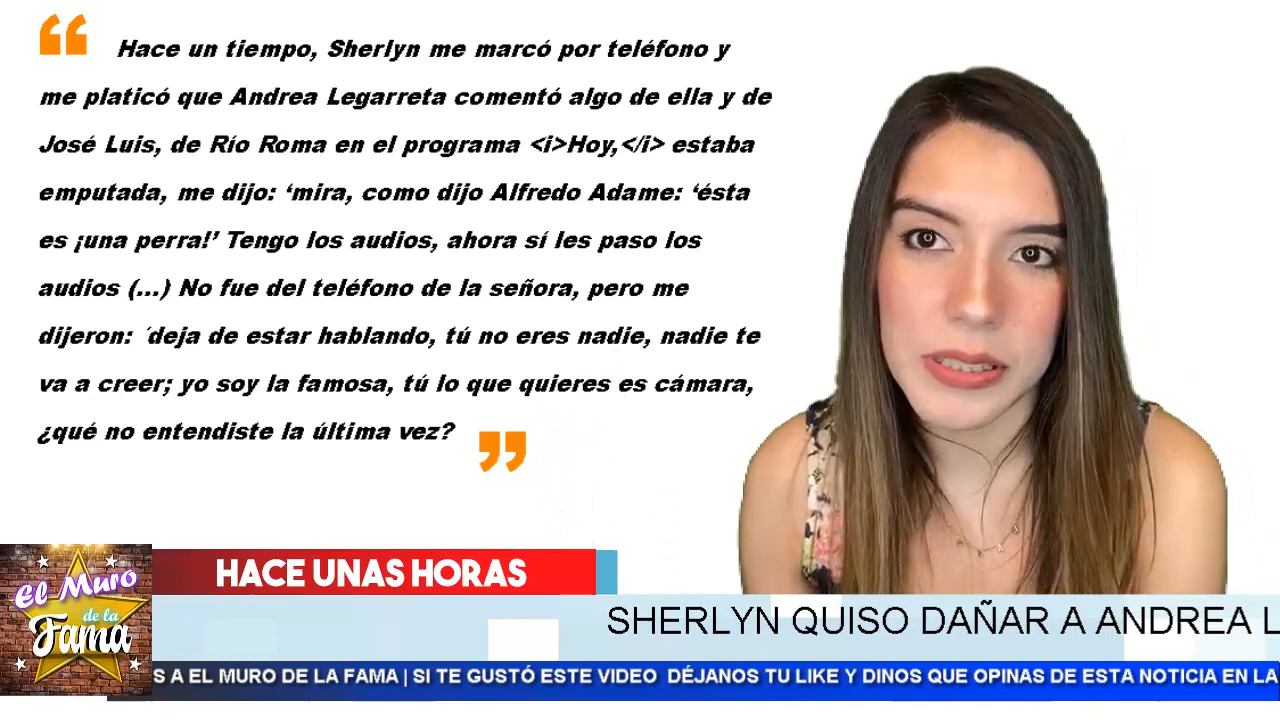 ❝ Hace un tiempo, Sherlyn me marcó por teléfono y
me platicó que Andrea Legarreta comentó algo de ella y de
José Luis, de Río Roma en el programa <i>Hoy,</i> estaba
emputada, me dijo: ‘mira, como dijo Alfredo Adame: ‘ésta
es ¡una perra!’ Tengo los audios, ahora sí les paso los
audios (...) No fue del teléfono de la señora, pero me
dijeron: ´deja de estar hablando, tú no eres nadie, nadie te
va a creer; yo soy la famosa, tú lo que quieres es cámara,
¿qué no entendiste la última vez? ❞
HACE UNAS HORAS
El Muro
de la
Fama
SHERLYN QUISO DAÑAR A ANDREA L
S A EL MURO DE LA FAMA | SI TE GUSTÓ ESTE VIDEO DÉJANOS TU LIKE Y DINOS QUE OPINAS DE ESTA NOTICIA EN LA